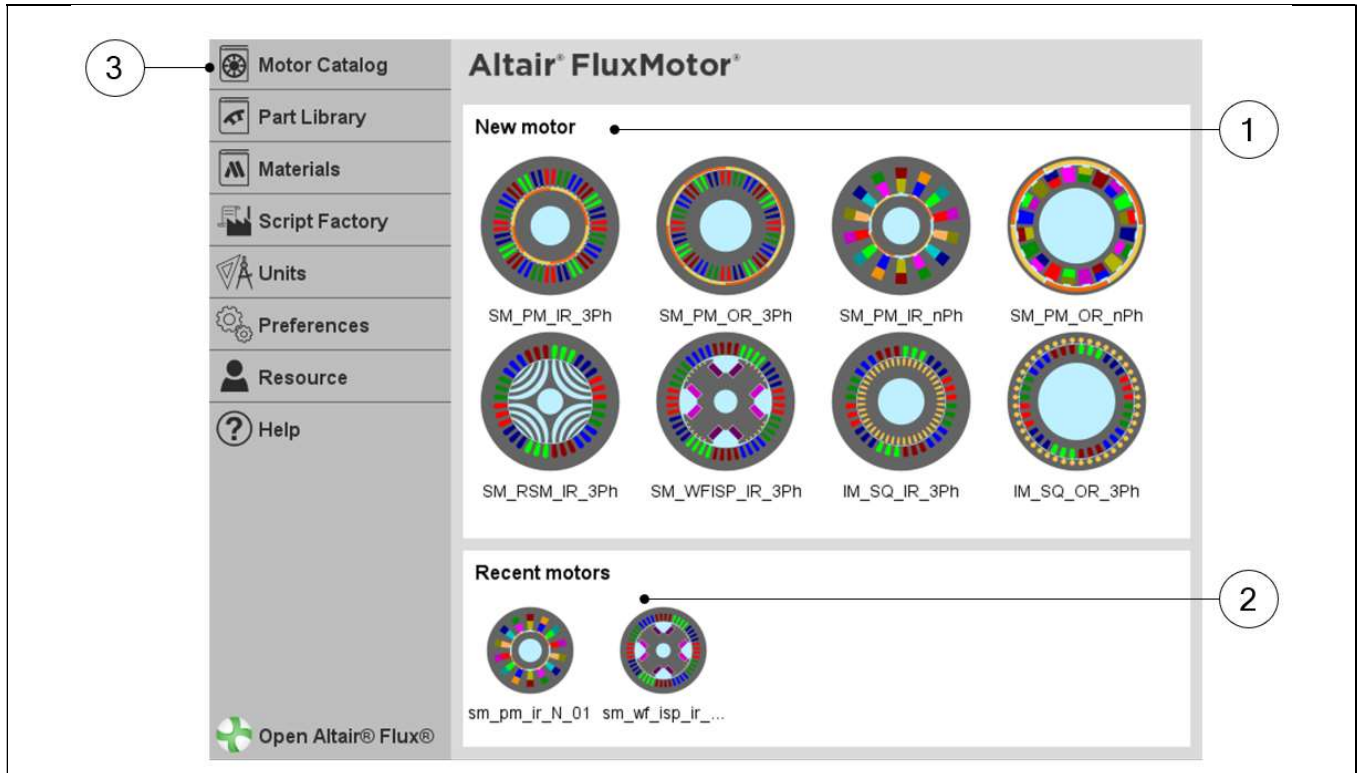 3
Motor Catalog
Part Library
Materials
Script Factory
Units
Preferences
Resource
? Help
Open Altair® Flux®
Altair® FluxMotor®
New motor
1
SM_PM_IR_3Ph SM_PM_OR_3Ph SM_PM_IR_nPh SM_PM_OR_nPh
SM_RSM_IR_3Ph SM_WFISP_IR_3Ph IM_SQ_IR_3Ph IM_SQ_OR_3Ph
Recent motors
2
sm_pm_ir_N_01 sm_wf_isp_ir_...